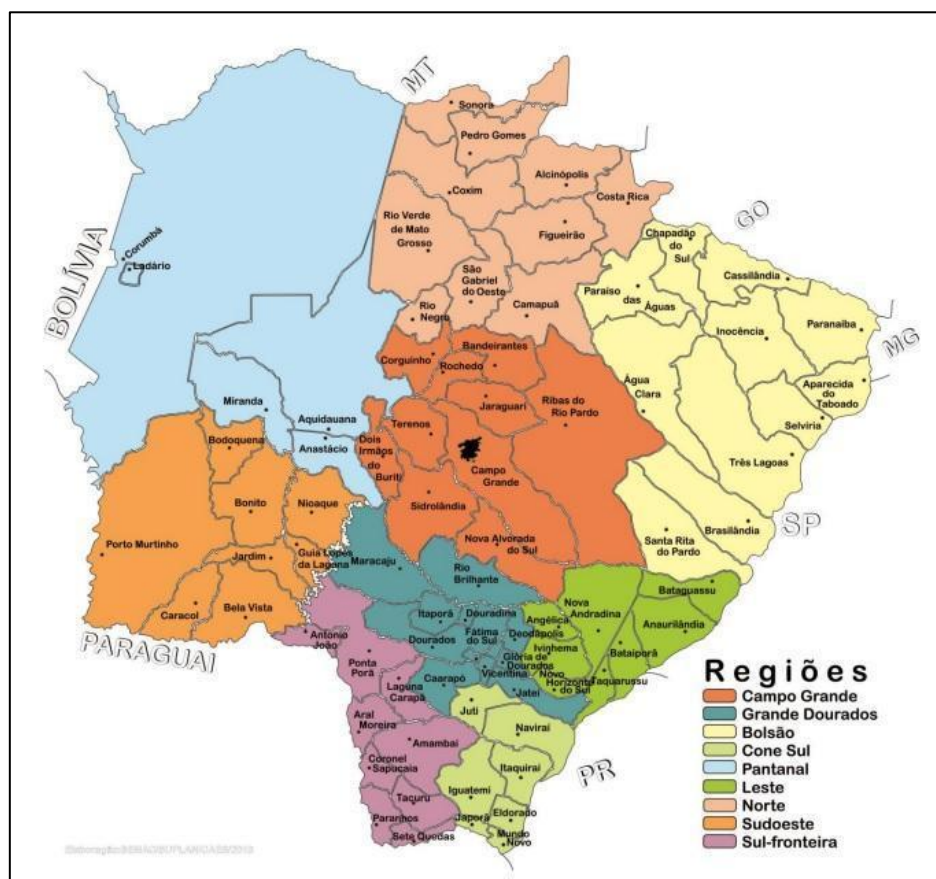 MT
Sonora
Pedro Gomes
Alcinópolis
Coxim
Costa Rica
Rio Verde
de Mato
Grosso
Figueirão
GO
Chapadão
do
Sul
BOLÍVIA
Corumbá
Ladário
São
Gabriel
do Oeste
Cassilândia
Paraíso
das
Águas
Rio
Negro
Camapuã
Inocência
Paranaiba
MG
Bandeirantes
Corguinho
Rochedo
Água
Clara
Aparecida
do
Taboado
Miranda
Jaraguari
Ribas do
Rio Pardo
Selvíria
Aquidauana
Terenos
Bodoquena
Anastácio
Dois
Irmãos
do
Buriti
Campo
Grande
Três Lagoas
Bonito
Nioaque
Sidrolândia
SP
Porto Murtinho
Nova Alvorada
do Sul
Santa Rita
do Pardo
Brasilândia
Jardim
Guia Lopes
da Laguna
Maracaju
Rio
Brilhante
Bataguassu
Caracol
Bela Vista
Nova
Andradina
Itaporã
Douradina
Angélica
Anaurilândia
PARAGUAI
Antonio
João
Dourados
Fátima
do Sul
Deodápolis
Ivinhema
Bataiporã
Ponta
Porã
Glória de
Dourados
Vicentina
Novo
Horizonte
do Sul
Taquarussu
Laguna
Carapã
Caarapó
Jateí
Juti
Aral
Moreira
Naviraí
Amambai
Coronel
Sapucaia
Itaquiraí
PR
Tacuru
Iguatemi
Paranhos
Eldorado
Japorã
Sete Quedas
Mundo
Novo
Regiões
Campo Grande
Grande Dourados
Bolsão
Cone Sul
Pantanal
Leste
Norte
Sudoeste
Sul-fronteira